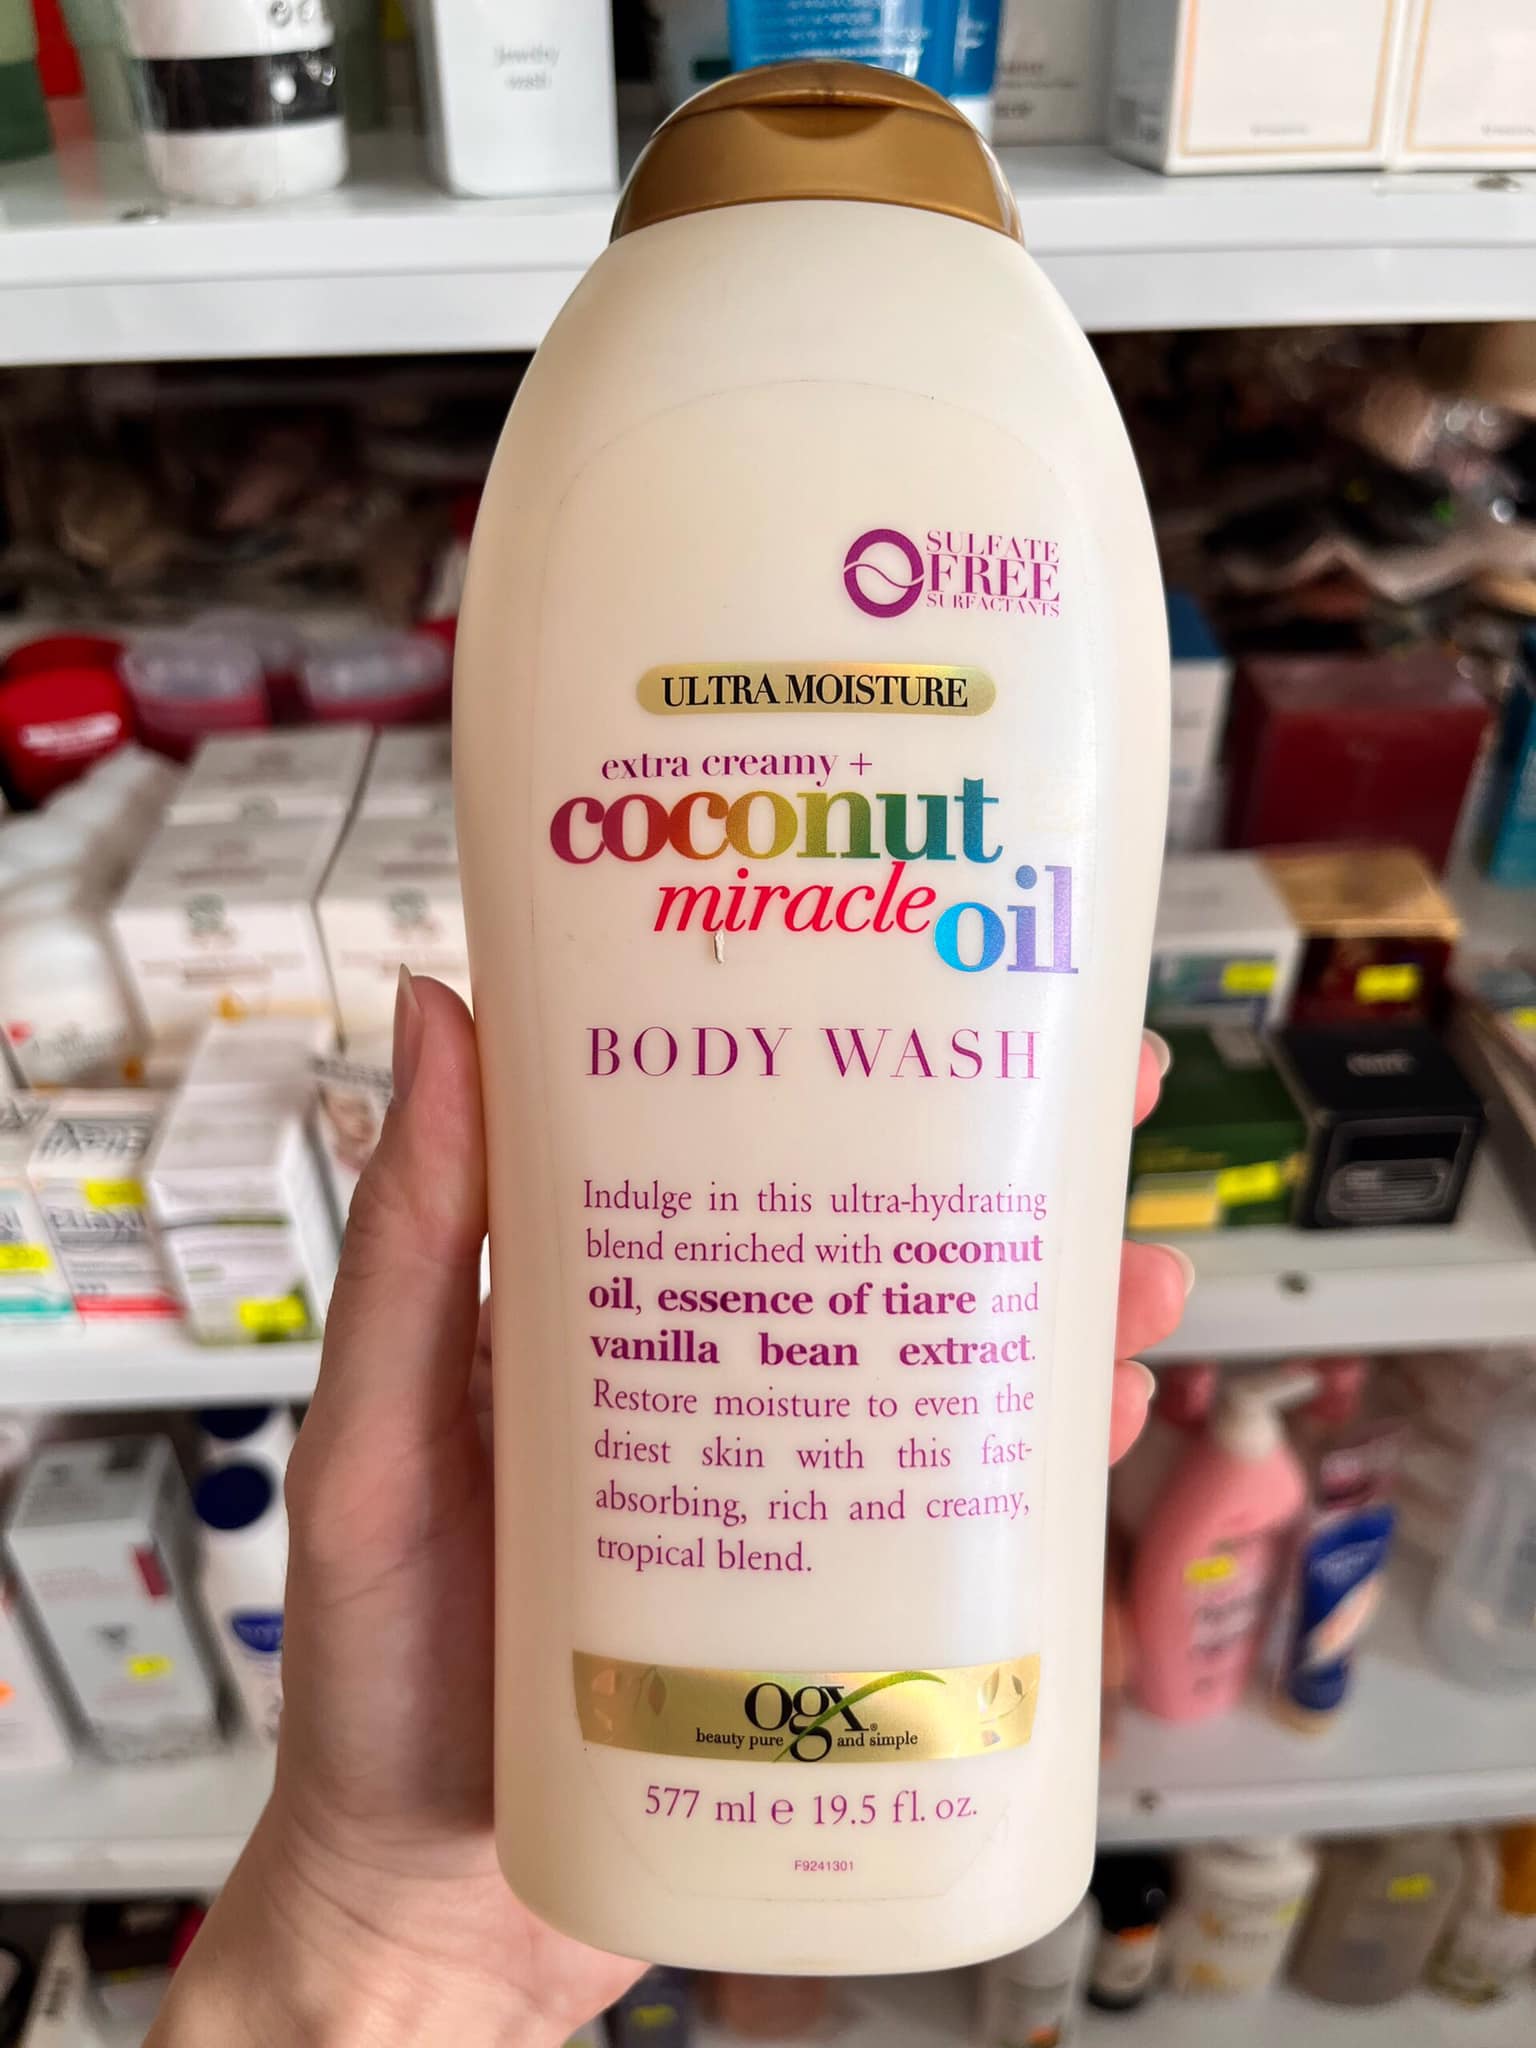 Jewelry
wash
SULFATE
FREE
SURFACTANTS
ULTRA MOISTURE
extra creamy +
coconut
miracle oil
BODY WASH
Indulge in this ultra-hydrating
blend enriched with coconut
oil, essence of tiare and
vanilla bean extract.
Restore moisture to even the
driest skin with this fast-
absorbing, rich and creamy,
tropical blend.
ogx®
beauty pure and simple
577 ml e 19.5 fl. oz.
F9241301